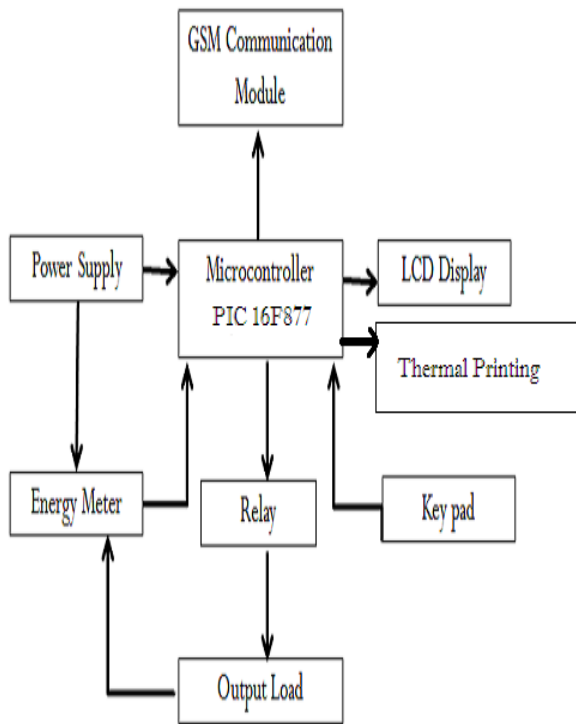 GSM Communication
Module
Power Supply
Microcontroller
PIC 16F877
LCD Display
Thermal Printing
Energy Meter
Relay
Key pad
Output Load